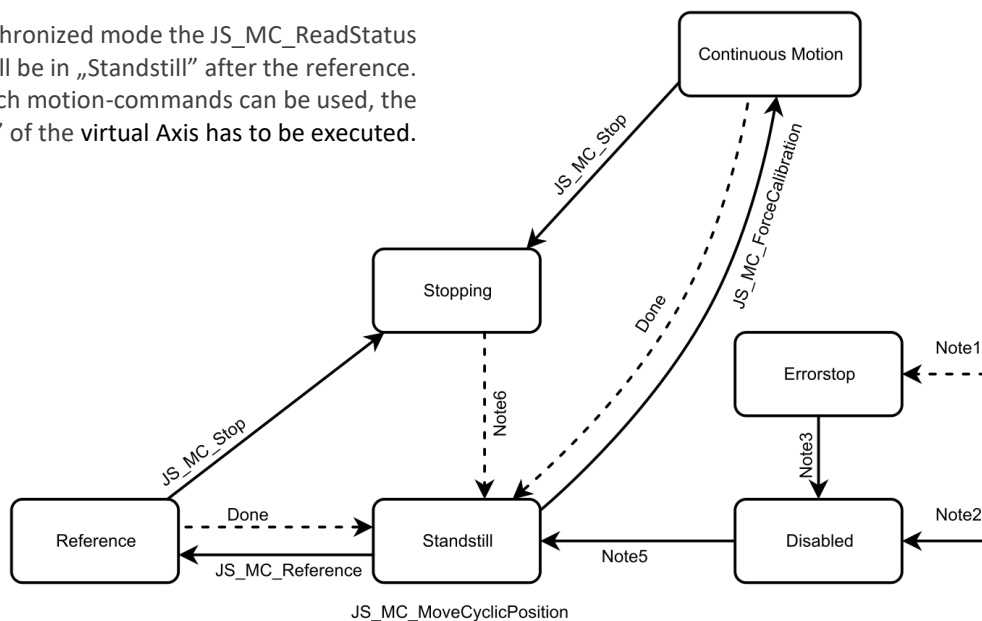 chronized mode the JS_MC_ReadStatus
ll be in „Standstill” after the reference.
ch motion-commands can be used, the
” of the virtual Axis has to be executed.
Continuous Motion
JS_MC_Stop
JS_MC_ForceCalibration
Stopping
Done
Errorstop
Note1
Note6
Note3
JS_MC_Stop
Reference
Done
JS_MC_Reference
Standstill
Note5
Disabled
Note2
JS_MC_MoveCyclicPosition